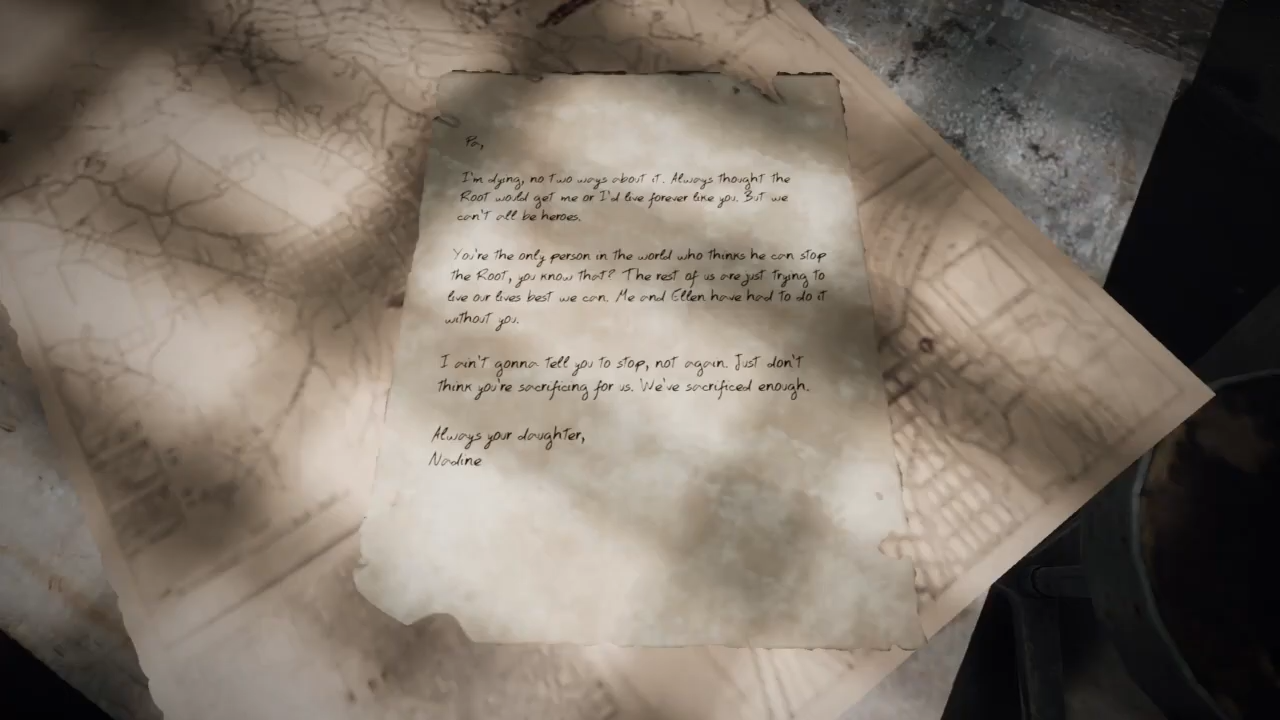 Pa,
I'm dying, no two ways about it. Always thought the
Root would get me or I'd live forever like you. But we
can't all be heroes.
You're the only person in the world who thinks he can stop
the Root, you know that? The rest of us are just trying to
live our lives best we can. Me and Ellen have had to do it
without you.
I ain't gonna tell you to stop, not again. Just don't
think you're sacrificing for us. We've sacrificed enough.
Always your daughter,
Nadine